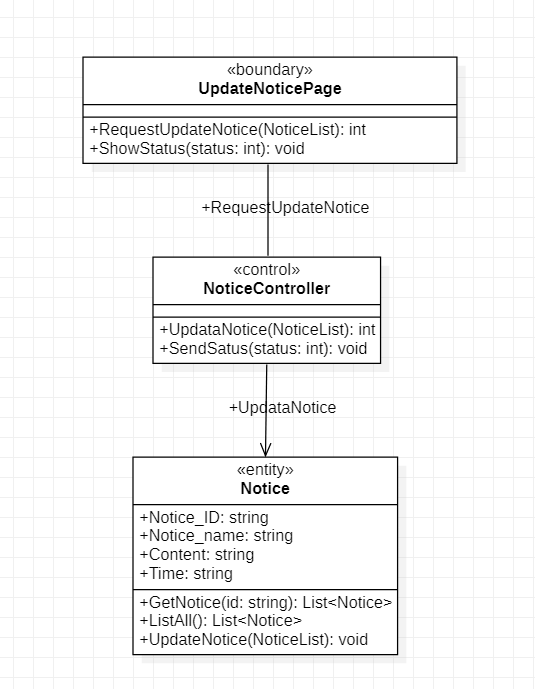 «boundary»
UpdateNoticePage
+RequestUpdateNotice(NoticeList): int
+ShowStatus(status: int): void
+RequestUpdateNotice
«control»
NoticeController
+UpdataNotice(NoticeList): int
+SendSatus(status: int): void
+UpdataNotice
«entity»
Notice
+Notice_ID: string
+Notice_name: string
+Content: string
+Time: string
+GetNotice(id: string): List<Notice>
+ListAll(): List<Notice>
+UpdateNotice(NoticeList): void